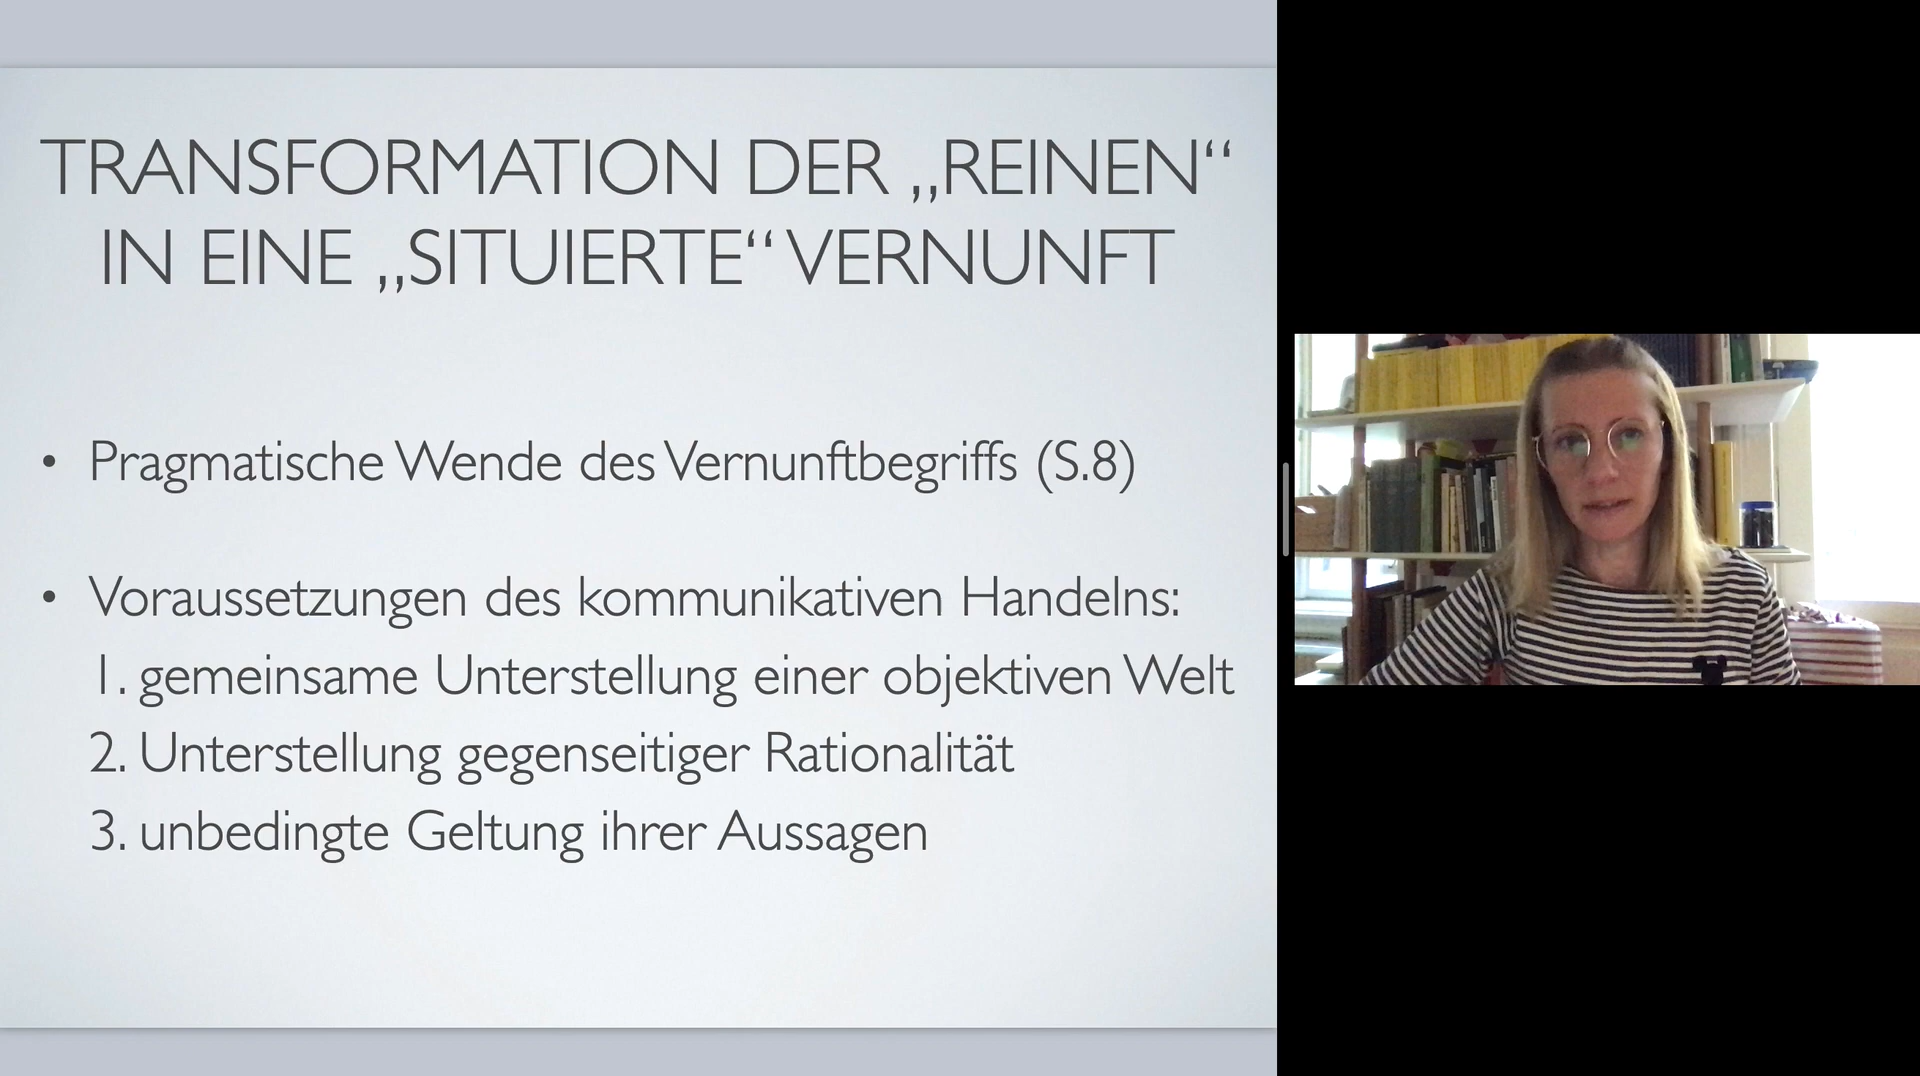 TRANSFORMATION DER „REINEN“
IN EINE „SITUIERTE“ VERNUNFT
• Pragmatische Wende des Vernunftbegriffs (S.8)
• Voraussetzungen des kommunikativen Handelns:
1. gemeinsame Unterstellung einer objektiven Welt
2. Unterstellung gegenseitiger Rationalität
3. unbedingte Geltung ihrer Aussagen